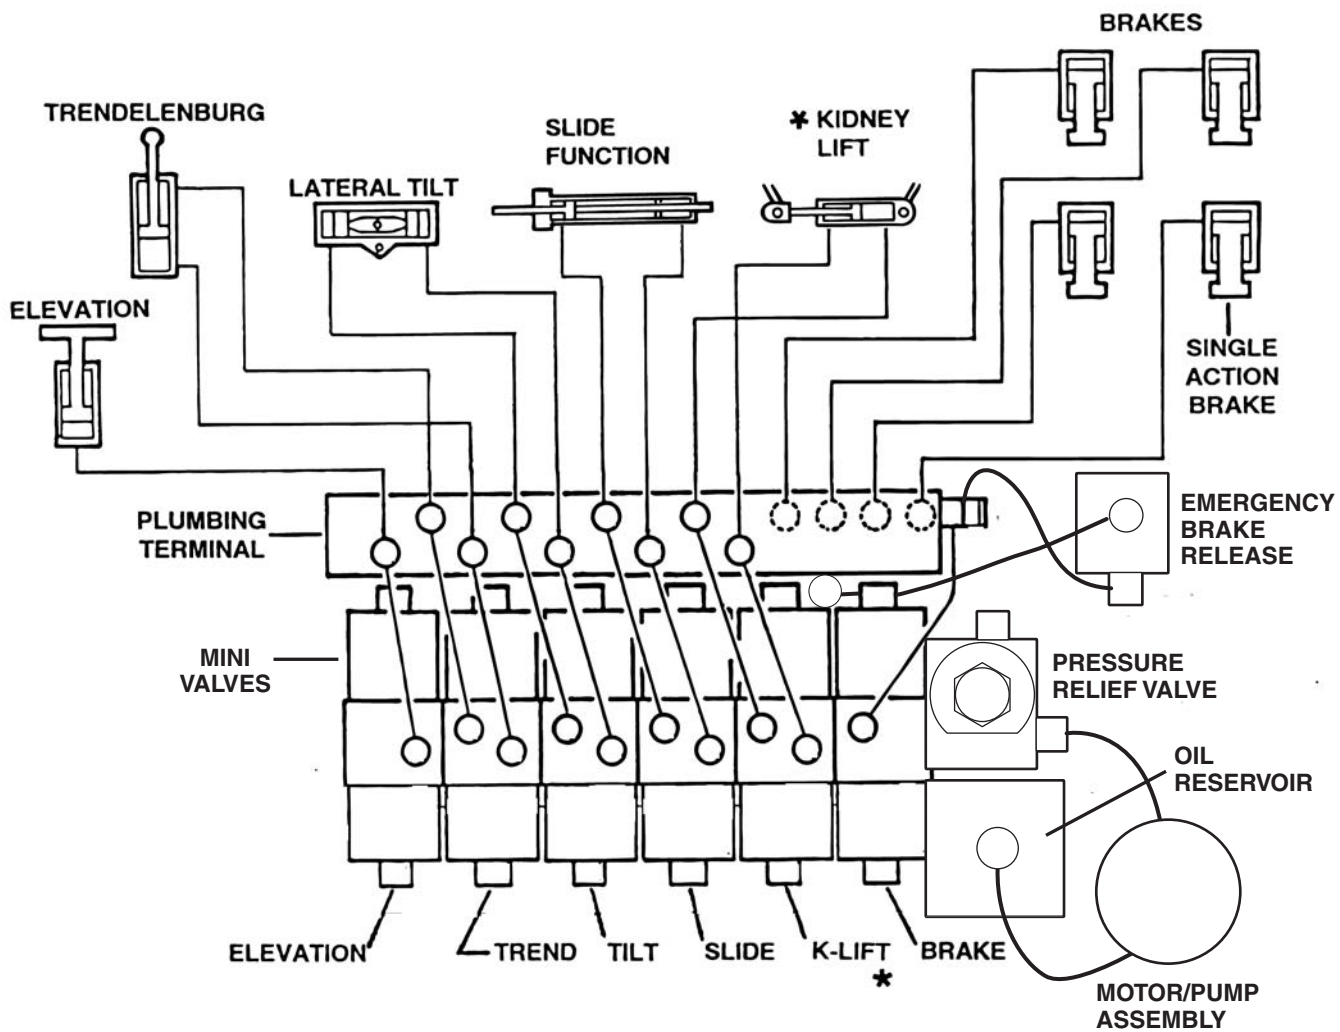 BRAKES
TRENDELENBURG
SLIDE
FUNCTION
* KIDNEY
LIFT
LATERAL TILT
ELEVATION
SINGLE
ACTION
BRAKE
PLUMBING
TERMINAL
EMERGENCY
BRAKE
RELEASE
MINI
VALVES
PRESSURE
RELIEF VALVE
OIL
RESERVOIR
ELEVATION
TREND
TILT
SLIDE
K-LIFT
*
BRAKE
MOTOR/PUMP
ASSEMBLY